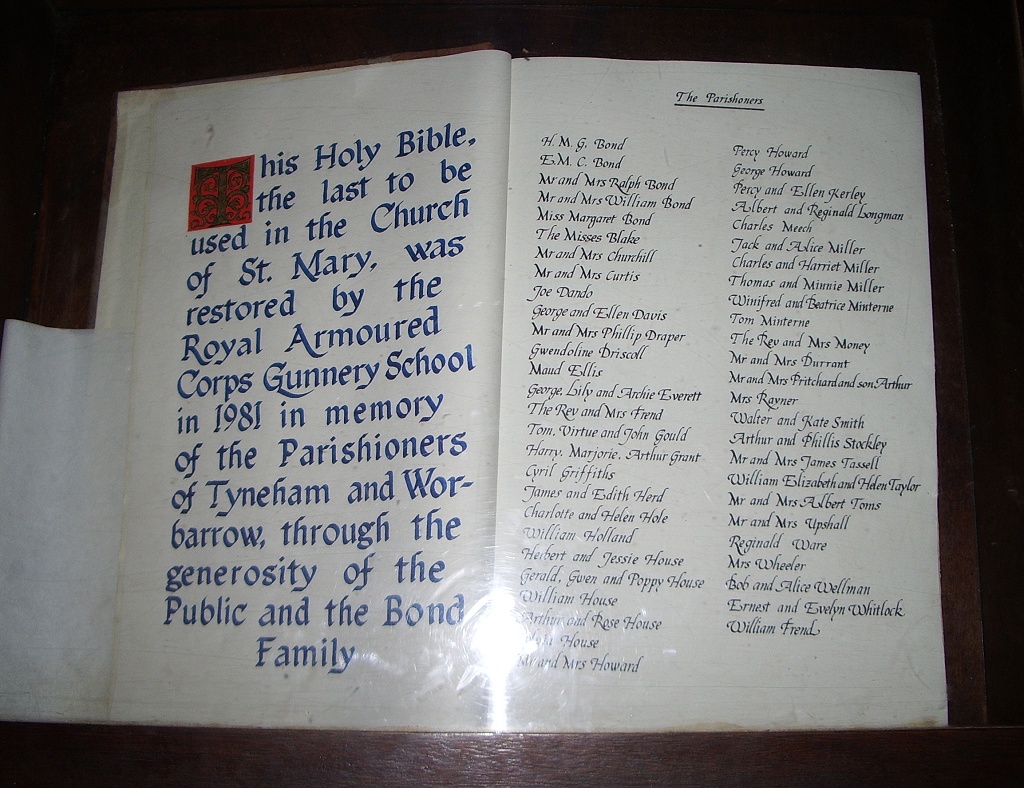 This Holy Bible,
the last to be
used in the Church
of St. Mary, was
restored by the
Royal Armoured
Corps Gunnery School
in 1981 in memory
of the Parishioners
of Tyneham and Wor-
barrow, through the
generosity of the
Public and the Bond
Family
The Parishoners
H. M. G. Bond
E.M. C. Bond
Mr and Mrs Ralph Bond
Mr and Mrs William Bond
Miss Margaret Bond
The Misses Blake
Mr and Mrs Churchill
Mr and Mrs Curtis
Joe Dando
George and Ellen Davis
Mr and Mrs Phillip Draper
Gwendoline Driscoll
Maud Ellis
George, Lily and Archie Everett
The Rev and Mrs Frend
Tom, Virtue and John Gould
Harry, Marjorie, Arthur Grant
Cyril Griffiths
James and Edith Herd
Charlotte and Helen Hole
William Holland
Herbert and Jessie House
Gerald, Gwen and Poppy House
William House
Arthur and Rose House
House
Mr and Mrs Howard
Percy Howard
George Howard
Percy and Ellen Kerley
Albert and Reginald Longman
Charles Meech
Jack and Alice Miller
Charles and Harriet Miller
Thomas and Minnie Miller
Winifred and Beatrice Minterne
Tom Minterne
The Rev and Mrs Money
Mr and Mrs Durrant
Mr and Mrs Pritchard and son Arthur
Mrs Rayner
Walter and Kate Smith
Arthur and Phillis Stockley
Mr and Mrs James Tassell
William Elizabeth and Helen Taylor
Mr and Mrs Albert Toms
Mr and Mrs Upshall
Reginald Ware
Mrs Wheeler
Bob and Alice Wellman
Ernest and Evelyn Whitlock
William Frend